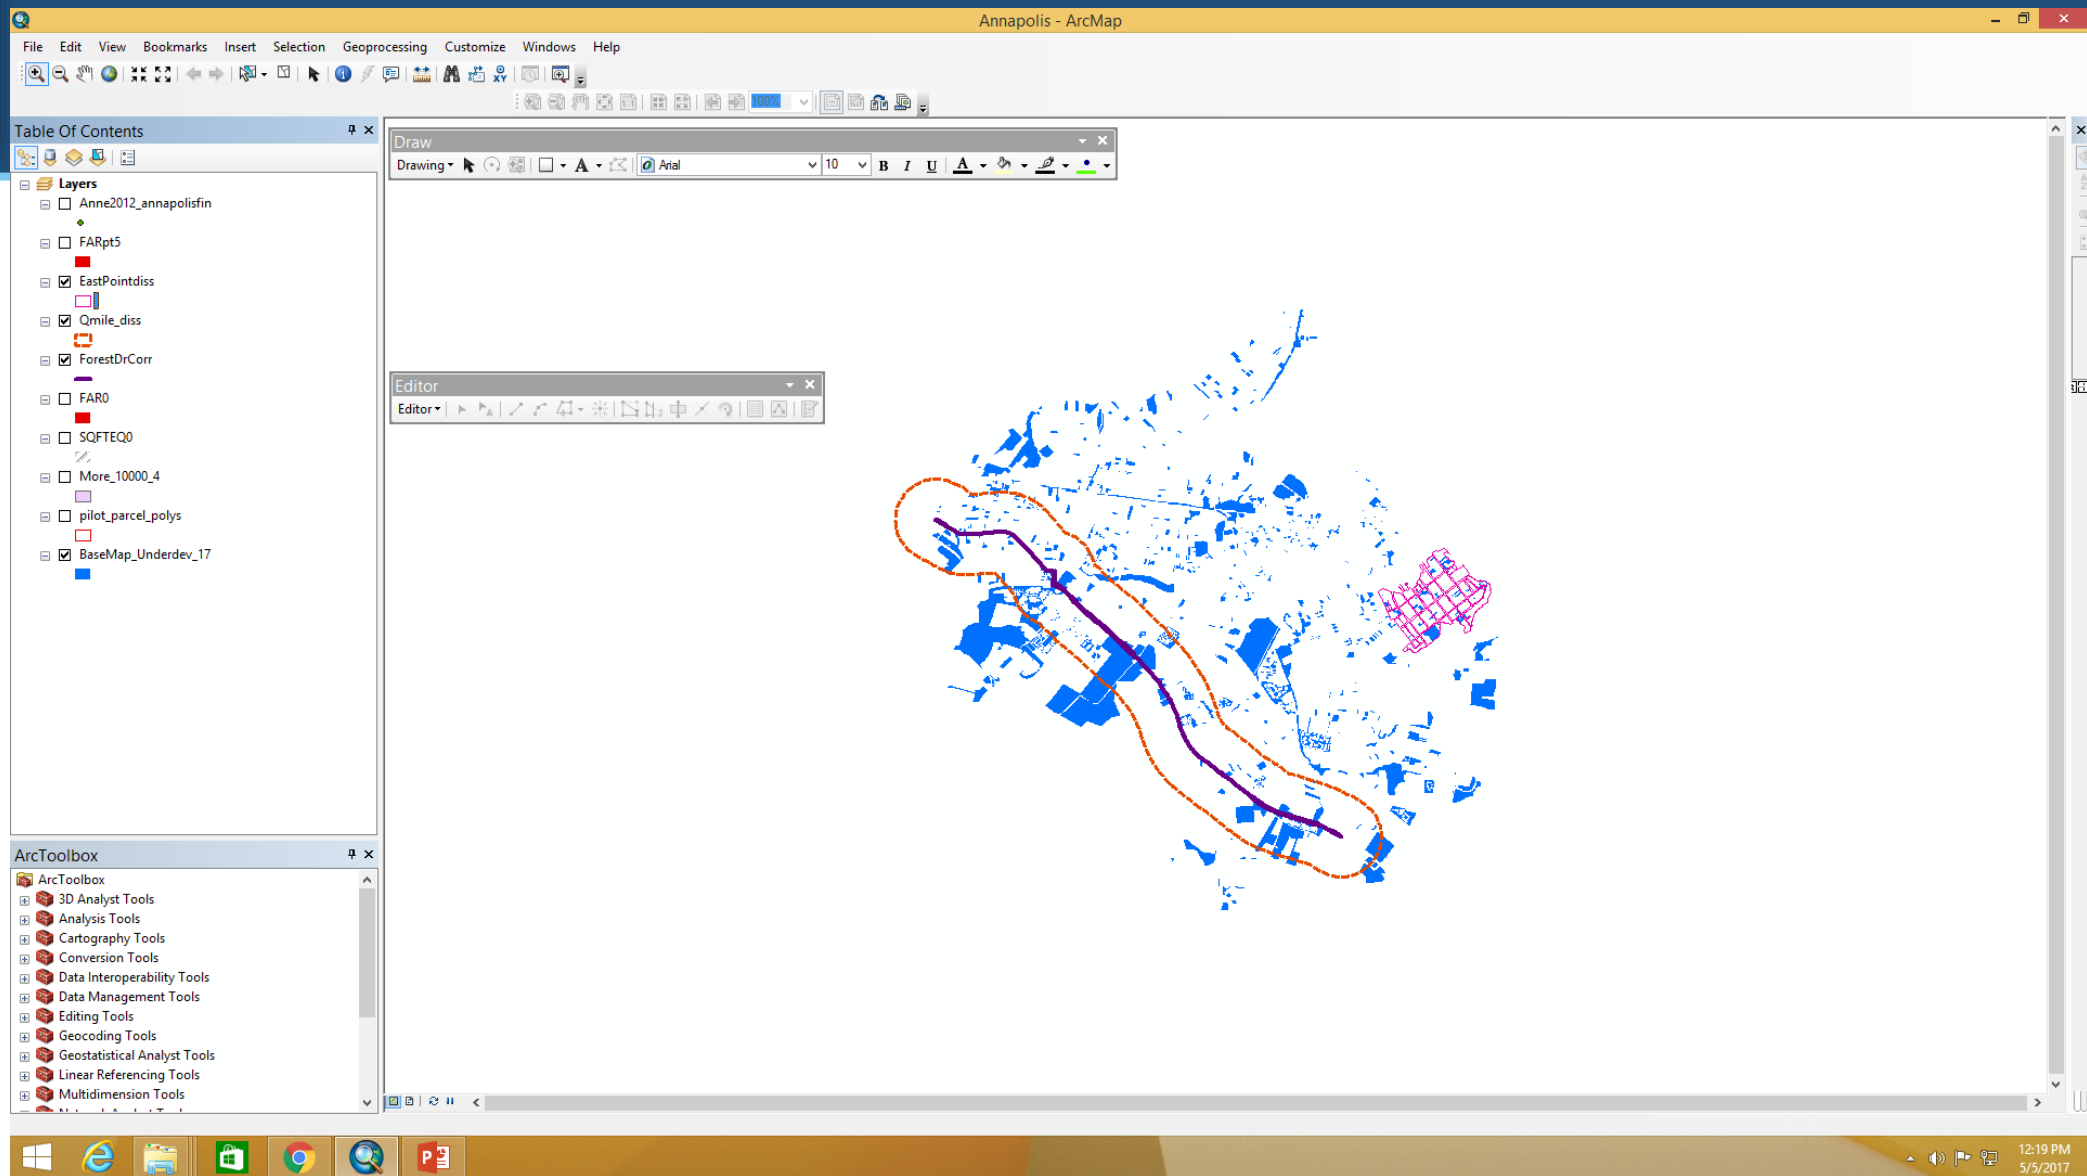 Annapolis - ArcMap
File Edit View Bookmarks Insert Selection Geoprocessing Customize Windows Help
100%
Table Of Contents
Layers
Anne2012_annapolisfin
FARpt5
EastPointdiss
Qmile_diss
ForestDrCorr
FAR0
SQFTEQ0
More_10000_4
pilot_parcel_polys
BaseMap_Underdev_17
Draw
Drawing A Arial 10 B I U A
Editor
Editor
ArcToolbox
ArcToolbox
3D Analyst Tools
Analysis Tools
Cartography Tools
Conversion Tools
Data Interoperability Tools
Data Management Tools
Editing Tools
Geocoding Tools
Geostatistical Analyst Tools
Linear Referencing Tools
Multidimension Tools
12:19 PM
5/5/2017